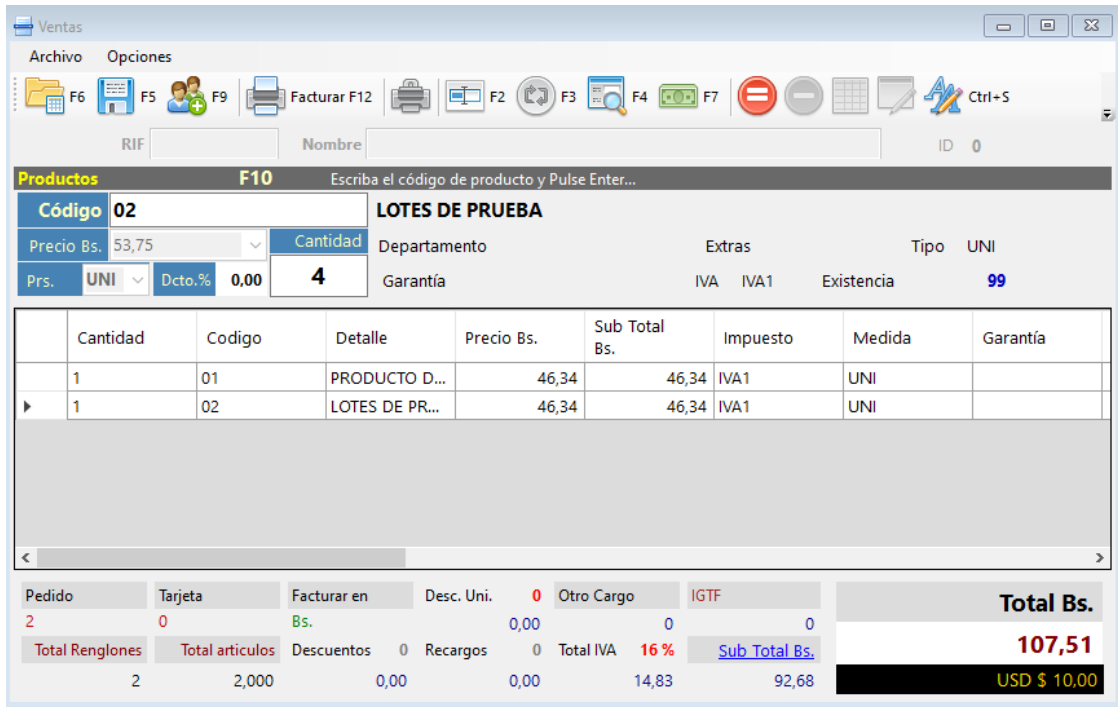 Ventas
Archivo Opciones
F6 F5 F9 Facturar F12 F2 F3 F4 F7 Ctrl+S
RIF Nombre ID 0
Productos F10 Escriba el código de producto y Pulse Enter...
Código 02 LOTES DE PRUEBA
Precio Bs. 53,75 Cantidad Departamento Extras Tipo UNI
Prs. UNI Dcto.% 0,00 4 Garantía IVA IVA1 Existencia 99
Cantidad Codigo Detalle Precio Bs. Sub Total Bs. Impuesto Medida Garantía
1 01 PRODUCTO D... 46,34 46,34 IVA1 UNI
1 02 LOTES DE PR... 46,34 46,34 IVA1 UNI
Pedido Tarjeta Facturar en Desc. Uni. 0 Otro Cargo IGTF Total Bs.
2 0 Bs. 0,00 0 0
Total Renglones Total articulos Descuentos 0 Recargos 0 Total IVA 16 % Sub Total Bs. 107,51
2 2,000 0,00 0,00 14,83 92,68 USD $ 10,00